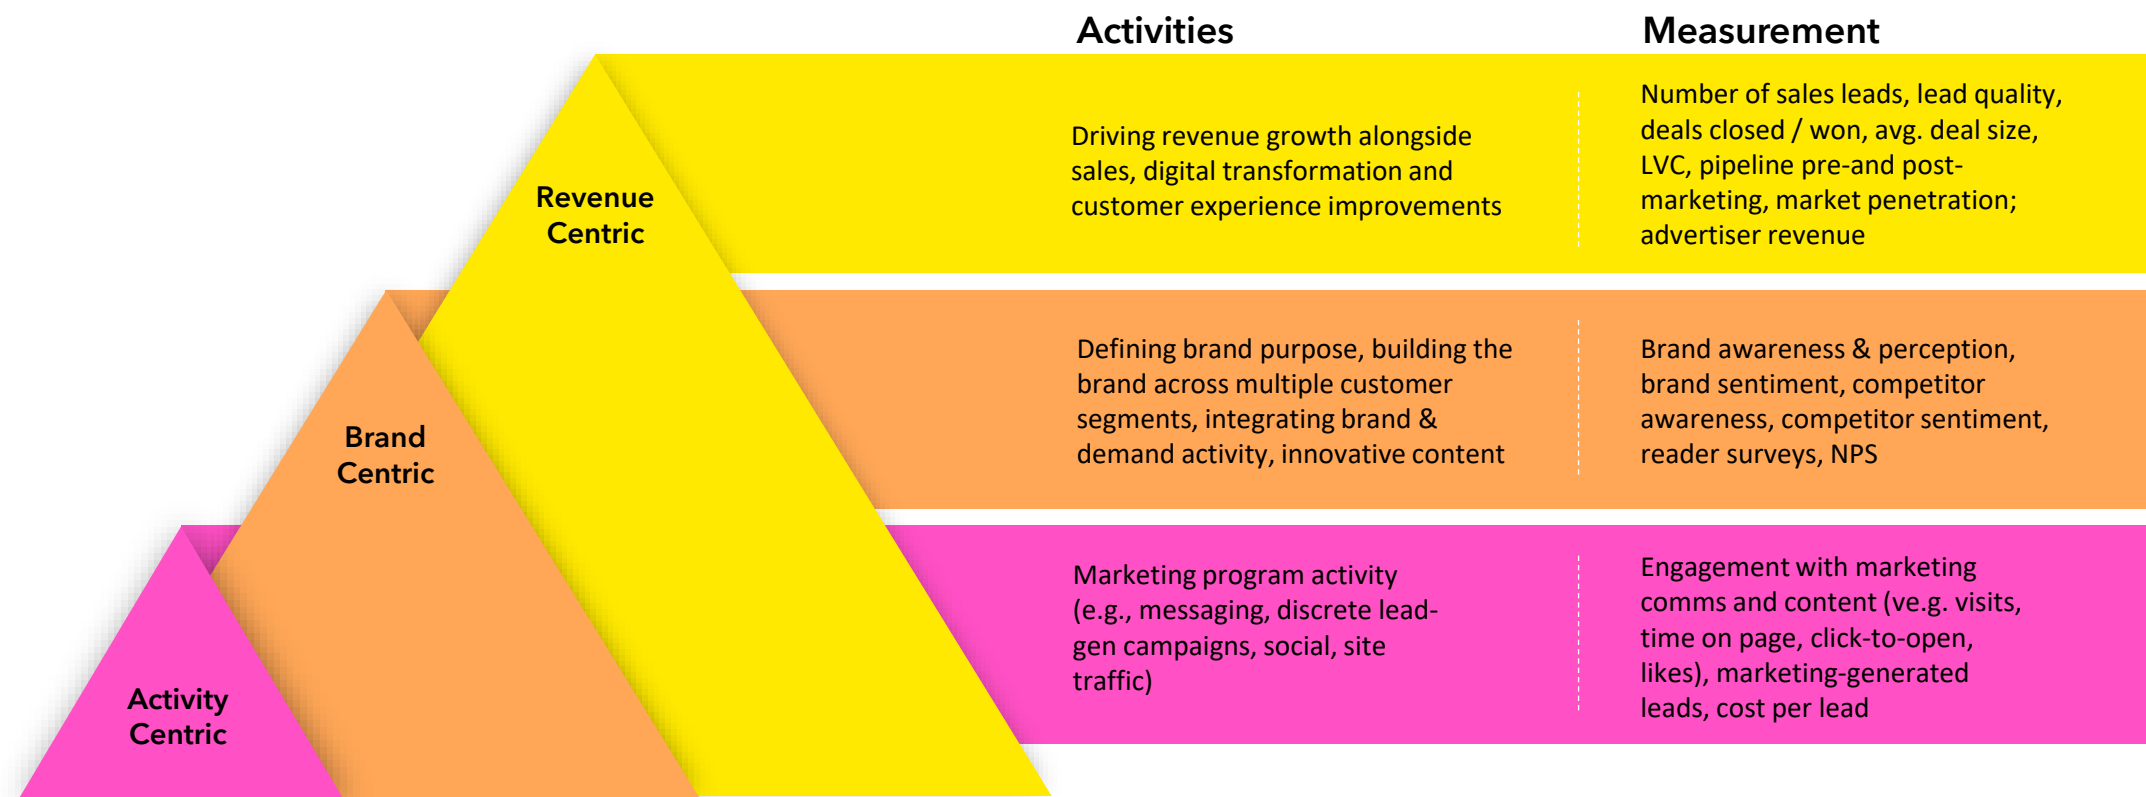 Activities
Measurement
Revenue
Centric
Driving revenue growth alongside
sales, digital transformation and
customer experience improvements
Number of sales leads, lead quality,
deals closed / won, avg. deal size,
LVC, pipeline pre-and post-
marketing, market penetration;
advertiser revenue
Brand
Centric
Defining brand purpose, building the
brand across multiple customer
segments, integrating brand &
demand activity, innovative content
Brand awareness & perception,
brand sentiment, competitor
awareness, competitor sentiment,
reader surveys, NPS
Activity
Centric
Marketing program activity
(e.g., messaging, discrete lead-
gen campaigns, social, site
traffic)
Engagement with marketing
comms and content (ve.g. visits,
time on page, click-to-open,
likes), marketing-generated
leads, cost per lead